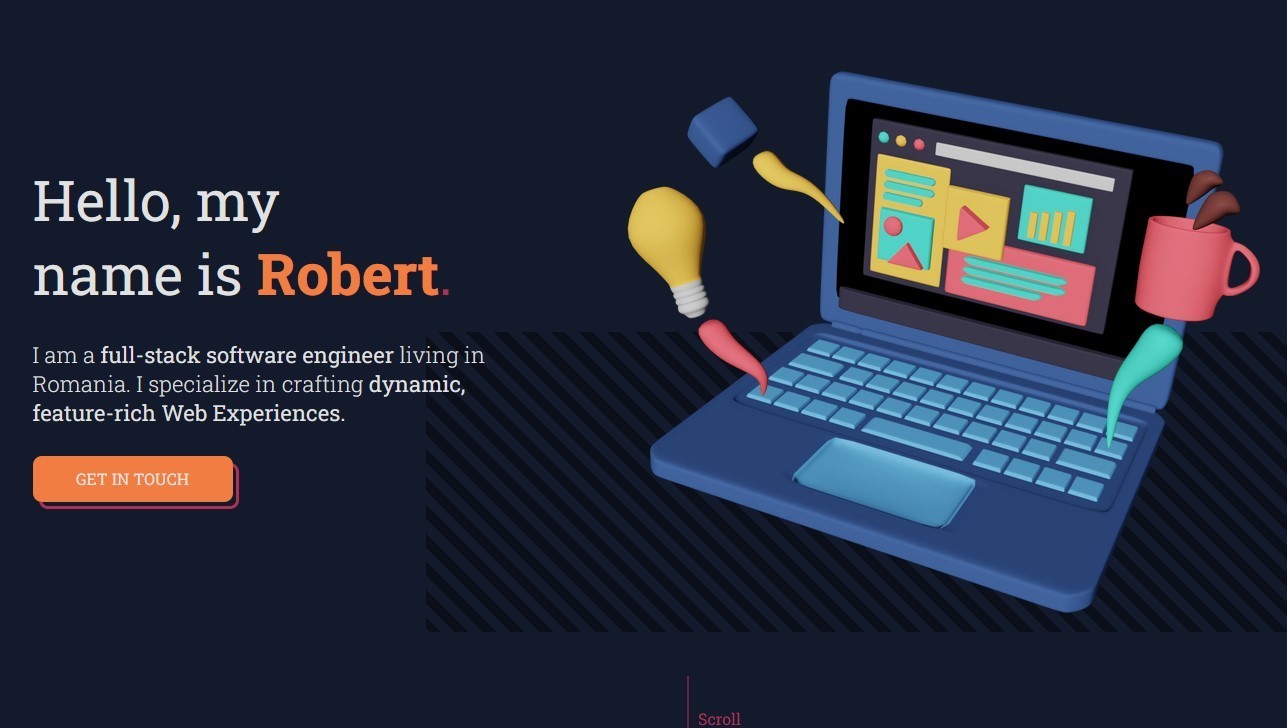 Hello, my
name is Robert.
I am a full-stack software engineer living in
Romania. I specialize in crafting dynamic,
feature-rich Web Experiences.
GET IN TOUCH
Scroll